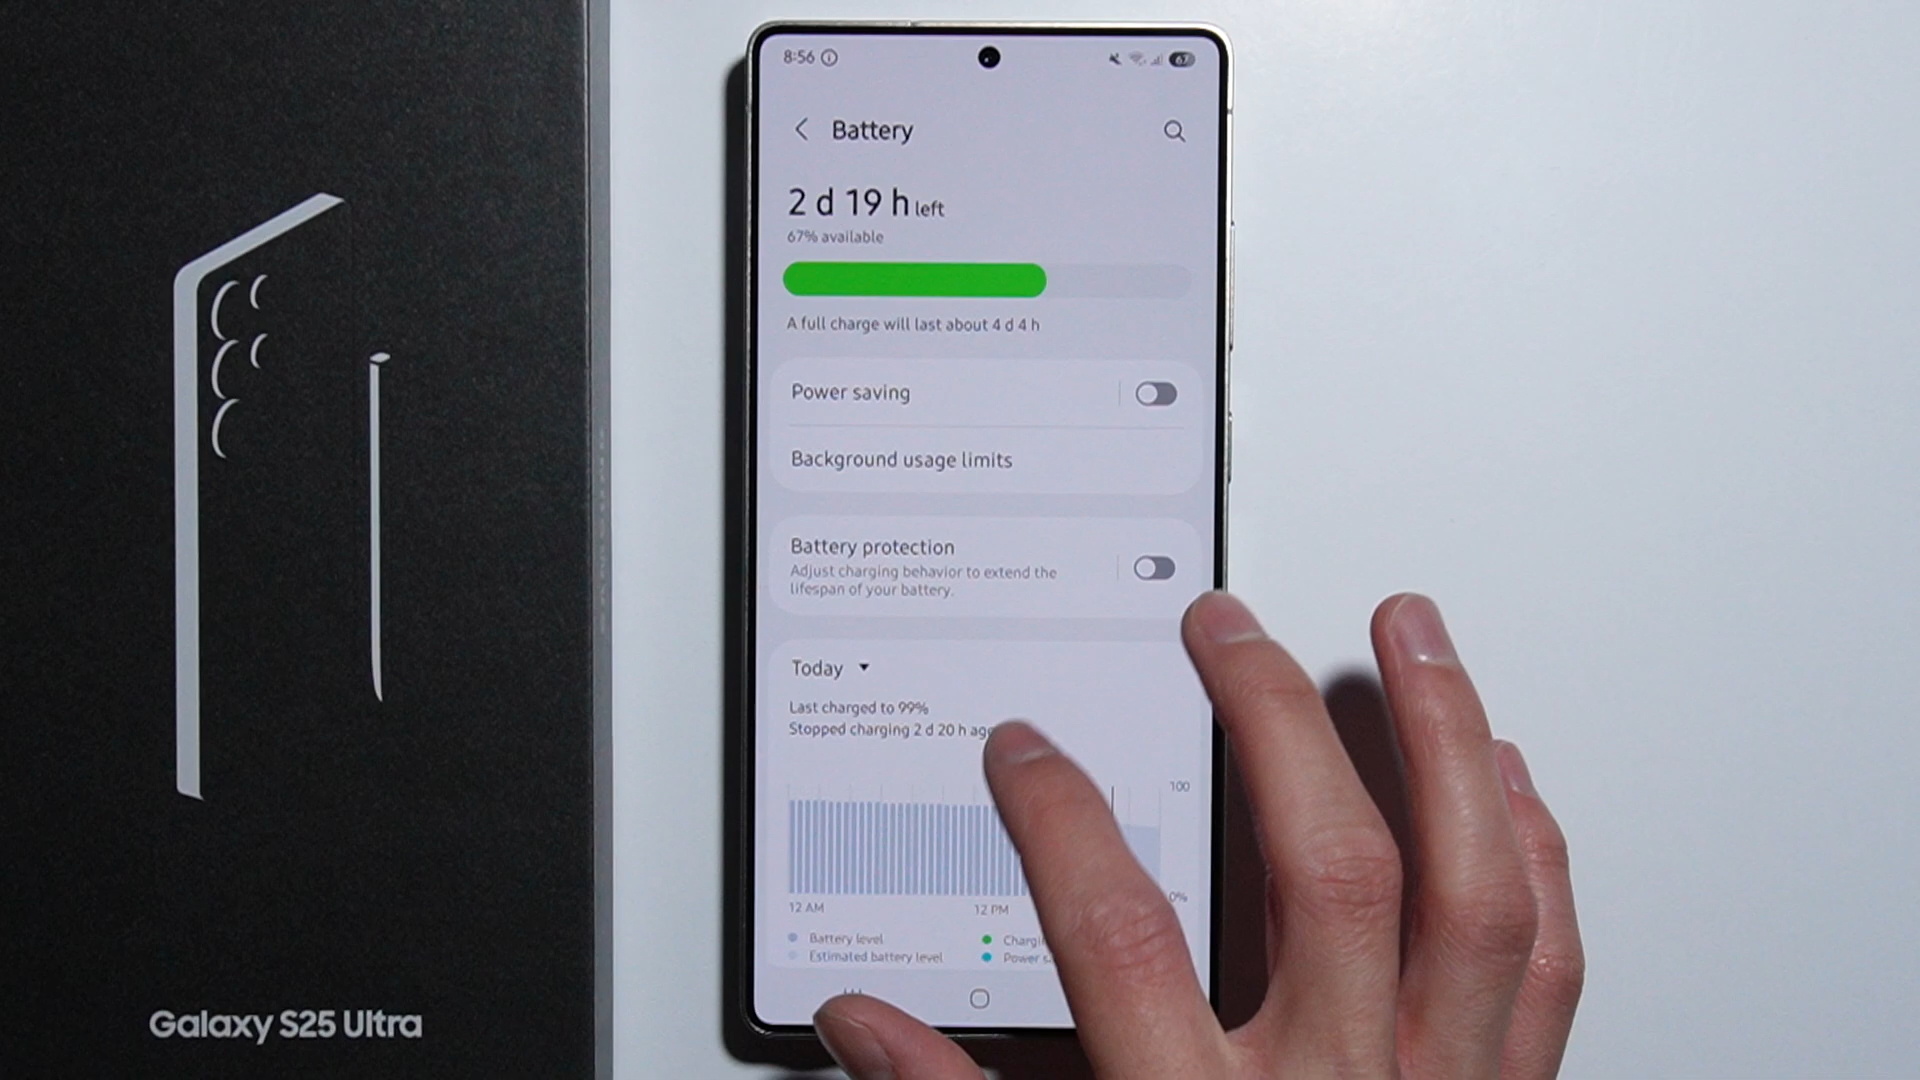 8:56
67
Battery
2 d 19 h left
67% available
A full charge will last about 4 d 4 h
Power saving
Background usage limits
Battery protection
Adjust charging behavior to extend the
lifespan of your battery.
Today
Last charged to 99%
Stopped charging 2 d 20 h ago
100
0%
12 AM
12 PM
Battery level
Chargi
Estimated battery level
Power s
Galaxy S25 Ultra